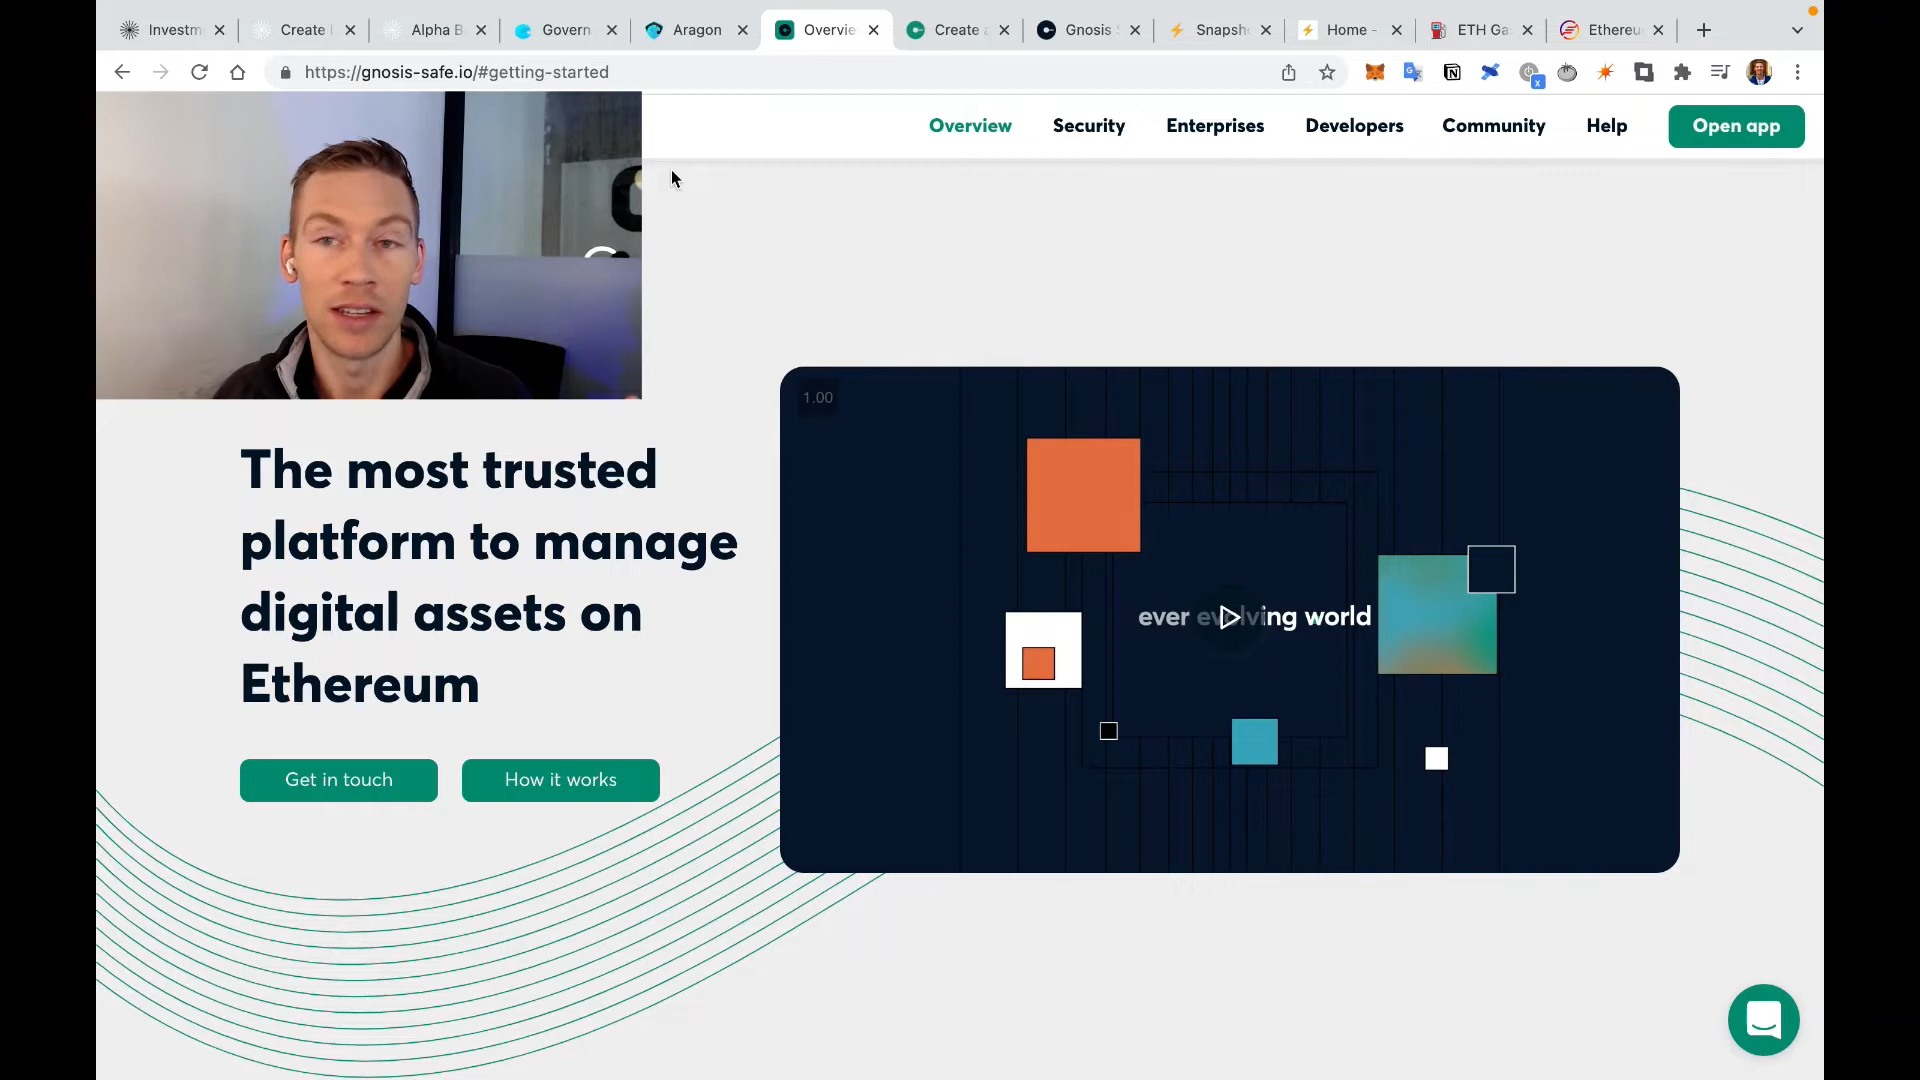 Investm
Create
Alpha B
Govern
Aragon
Overvie
Create a
Gnosis S
Snapsh
Home -
ETH Ga
Ethereu
https://gnosis-safe.io/#getting-started
Overview
Security
Enterprises
Developers
Community
Help
Open app
The most trusted
platform to manage
digital assets on
Ethereum
Get in touch
How it works
1.00
ever evolving world